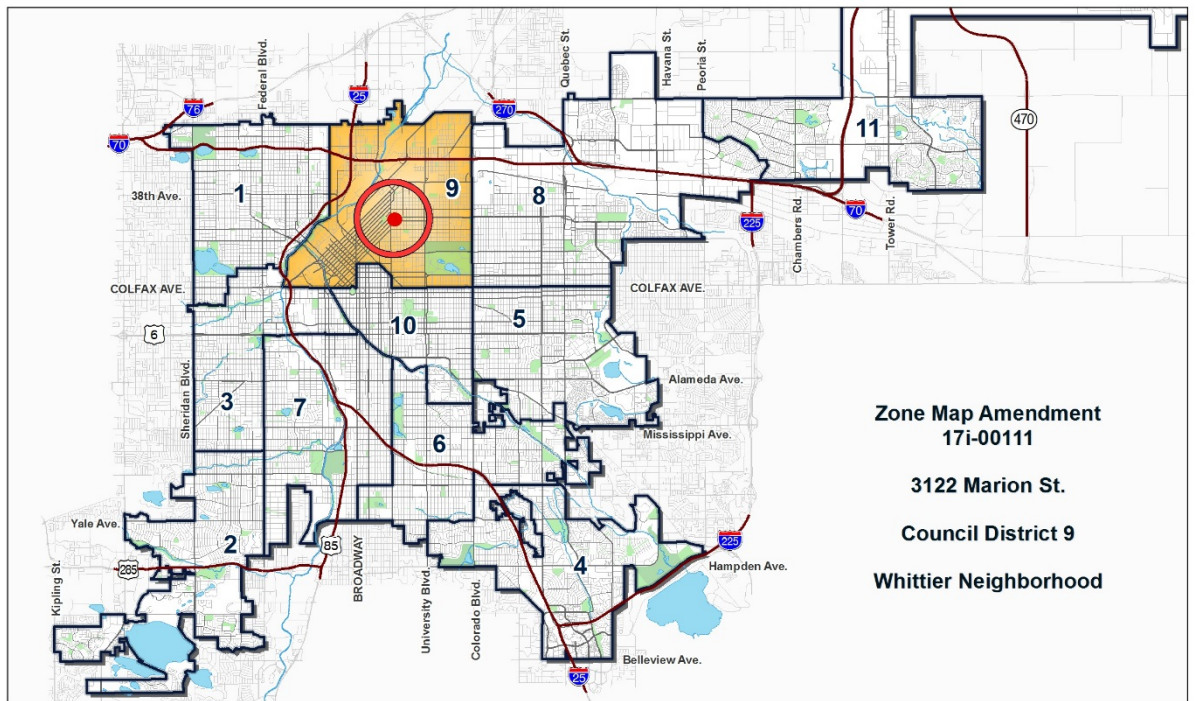 Federal Blvd.
Quebec St.
Havana St.
Peoria St.
76
25
270
470
70
11
1
9
8
38th Ave.
225
Chambers Rd.
70
Tower Rd.
COLFAX AVE.
COLFAX AVE.
10
5
6
Sheridan Blvd.
3
7
Alameda Ave.
6
Mississippi Ave.
Zone Map Amendment
17i-00111
3122 Marion St.
Council District 9
Whittier Neighborhood
Yale Ave.
2
85
BROADWAY
University Blvd.
Colorado Blvd.
4
225
Hampden Ave.
285
Kipling St.
Belleview Ave.
25